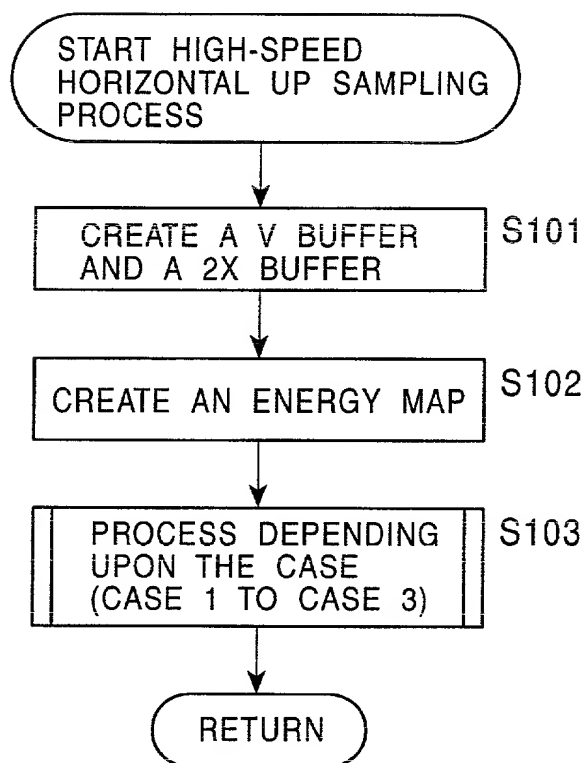 START HIGH-SPEED
HORIZONTAL UP SAMPLING
PROCESS
CREATE A V BUFFER
AND A 2X BUFFER
S101
CREATE AN ENERGY MAP
S102
PROCESS DEPENDING
UPON THE CASE
(CASE 1 TO CASE 3)
S103
RETURN